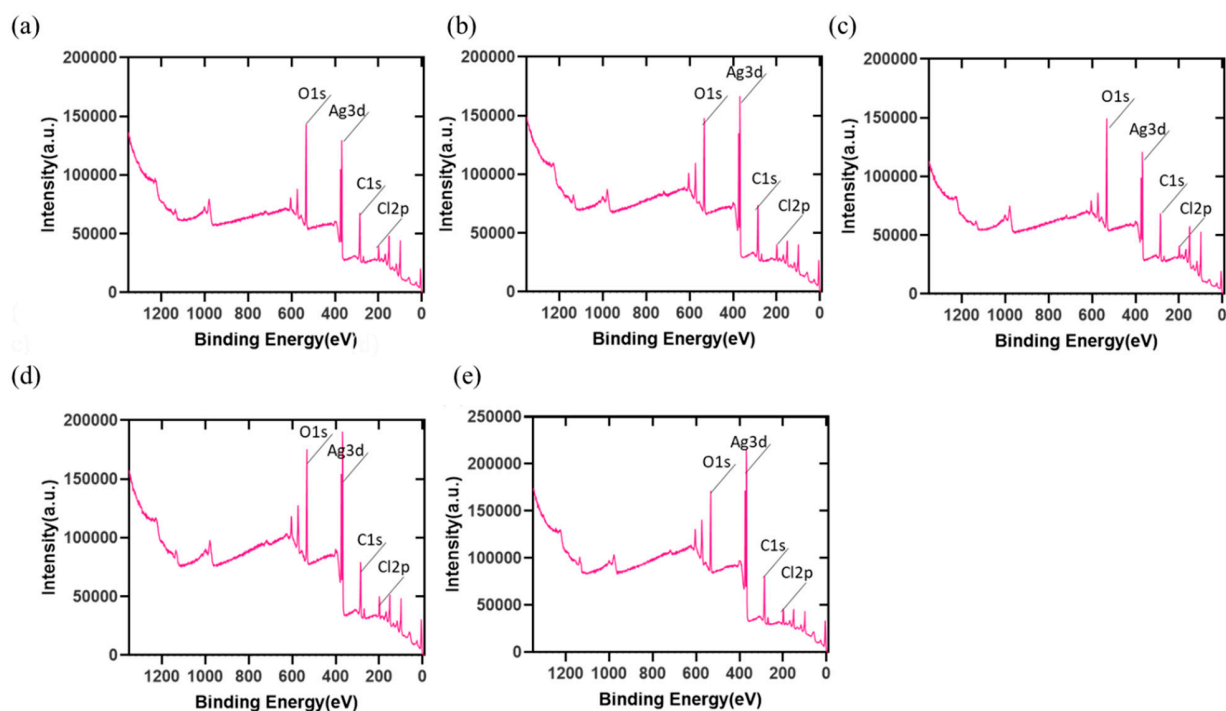 (a)
200000
150000
100000
50000
0
Intensity(a.u.)
O1s
Ag3d
C1s
Cl2p
1200 1000 800 600 400 200 0
Binding Energy(eV)
(b)
200000
150000
100000
50000
0
Intensity(a.u.)
O1s
Ag3d
C1s
Cl2p
1200 1000 800 600 400 200 0
Binding Energy(eV)
(c)
200000
150000
100000
50000
0
Intensity(a.u.)
O1s
Ag3d
C1s
Cl2p
1200 1000 800 600 400 200 0
Binding Energy(eV)
(d)
200000
150000
100000
50000
0
Intensity(a.u.)
O1s
Ag3d
C1s
Cl2p
1200 1000 800 600 400 200 0
Binding Energy(eV)
(e)
250000
200000
150000
100000
50000
0
Intensity(a.u.)
Ag3d
O1s
C1s
Cl2p
1200 1000 800 600 400 200 0
Binding Energy(eV)